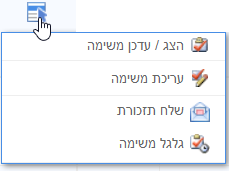 הצג / עדכן משימה
עריכת משימה
שלח תזכורת
גלגל משימה